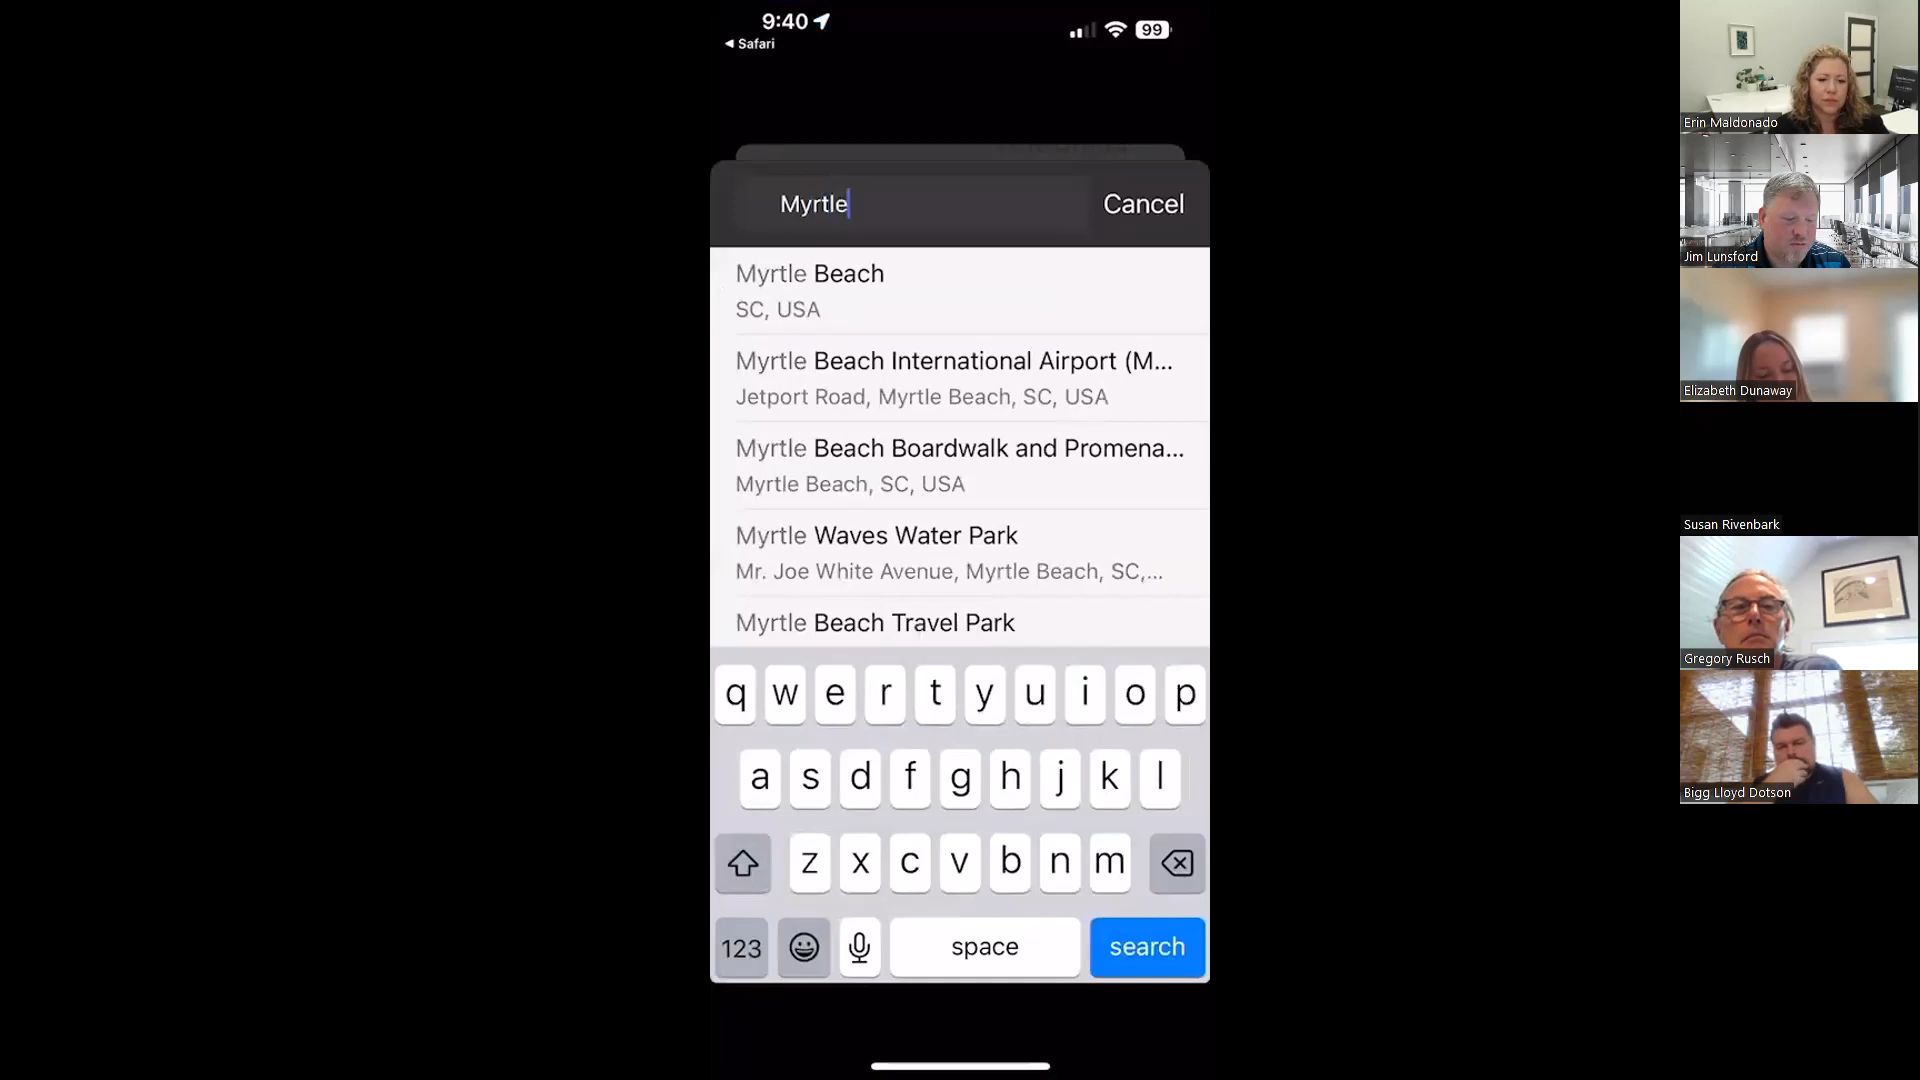 9:40
99
◀ Safari
Myrtle
Cancel
Myrtle Beach
SC, USA
Myrtle Beach International Airport (M...
Jetport Road, Myrtle Beach, SC, USA
Myrtle Beach Boardwalk and Promena...
Myrtle Beach, SC, USA
Myrtle Waves Water Park
Mr. Joe White Avenue, Myrtle Beach, SC,...
Myrtle Beach Travel Park
q w e r t y u i o p
a s d f g h j k l
z x c v b n m
123
space
search
Erin Maldonado
Jim Lunsford
Elizabeth Dunaway
Susan Rivenbark
Gregory Rusch
Bigg Lloyd Dotson